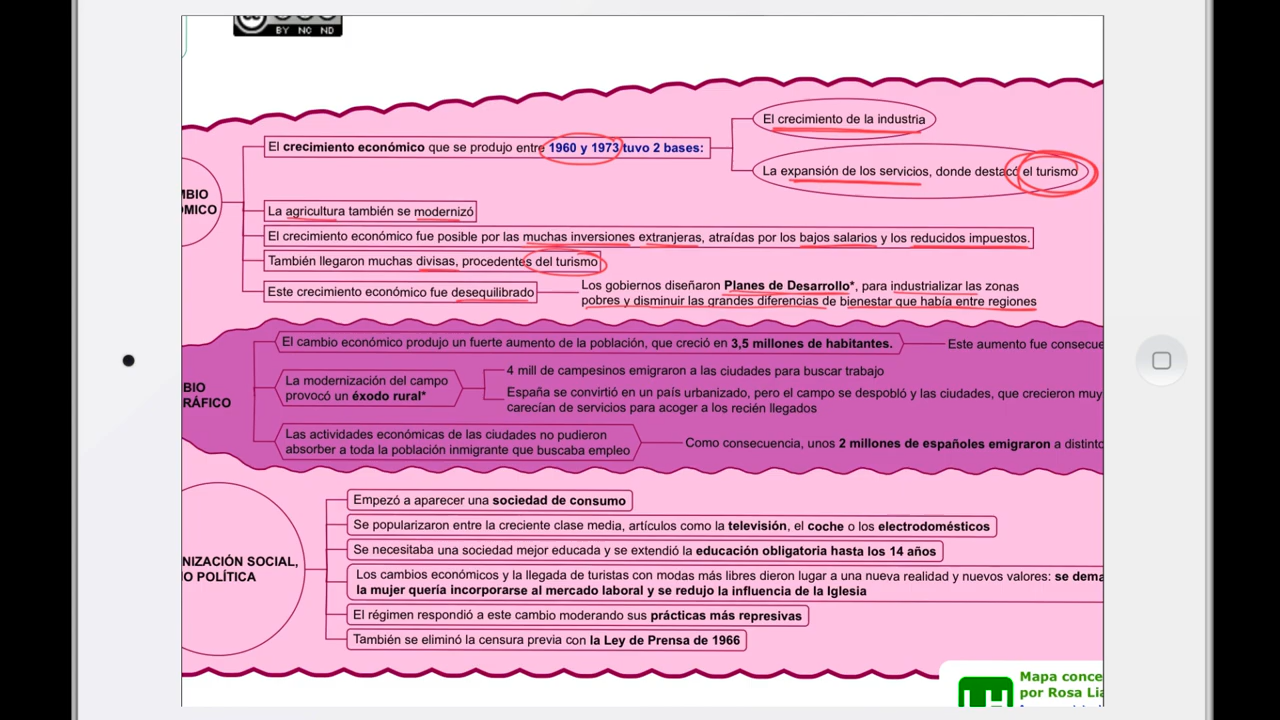 BY NO ND
El crecimiento económico que se produjo entre 1960 y 1973 tuvo 2 bases:
El crecimiento de la industria
La expansión de los servicios, donde destacó el turismo
MBIO
ÓMICO
La agricultura también se modernizó
El crecimiento económico fue posible por las muchas inversiones extranjeras, atraídas por los bajos salarios y los reducidos impuestos.
También llegaron muchas divisas, procedentes del turismo
Este crecimiento económico fue desequilibrado
Los gobiernos diseñaron Planes de Desarrollo*, para industrializar las zonas
pobres y disminuir las grandes diferencias de bienestar que había entre regiones
BIO
RÁFICO
El cambio económico produjo un fuerte aumento de la población, que creció en 3,5 millones de habitantes.
Este aumento fue consecue
La modernización del campo
provocó un éxodo rural*
4 mill de campesinos emigraron a las ciudades para buscar trabajo
España se convirtió en un país urbanizado, pero el campo se despobló y las ciudades, que crecieron muy
carecían de servicios para acoger a los recién llegados
Las actividades económicas de las ciudades no pudieron
absorber a toda la población inmigrante que buscaba empleo
Como consecuencia, unos 2 millones de españoles emigraron a distinto
NIZACIÓN SOCIAL,
O POLÍTICA
Empezó a aparecer una sociedad de consumo
Se popularizaron entre la creciente clase media, artículos como la televisión, el coche o los electrodomésticos
Se necesitaba una sociedad mejor educada y se extendió la educación obligatoria hasta los 14 años
Los cambios económicos y la llegada de turistas con modas más libres dieron lugar a una nueva realidad y nuevos valores: se dema
la mujer quería incorporarse al mercado laboral y se redujo la influencia de la Iglesia
El régimen respondió a este cambio moderando sus prácticas más represivas
También se eliminó la censura previa con la Ley de Prensa de 1966
Mapa conce
por Rosa Lia